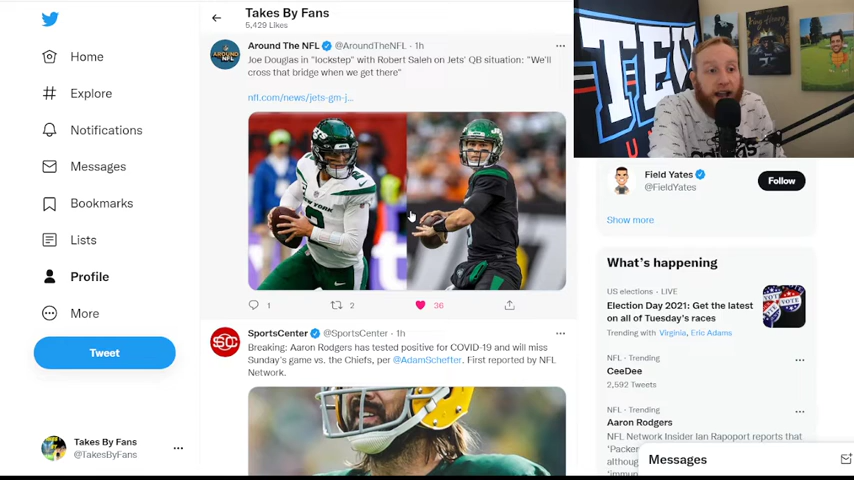 Takes By Fans
5,429 Likes
Home
Explore
Notifications
Messages
Bookmarks
Lists
Profile
More
Tweet
Takes By Fans
@TakesByFans
AROUND
NFL
Around The NFL @AroundTheNFL · 1h
Joe Douglas in "lockstep" with Robert Saleh on Jets' QB situation: "We'll
cross that bridge when we get there"
nfl.com/news/jets-gm-j...
1
2
36
SC
SportsCenter @SportsCenter · 1h
Breaking: Aaron Rodgers has tested positive for COVID-19 and will miss
Sunday's game vs. the Chiefs, per @AdamSchefter. First reported by NFL
Network.
Field Yates
@FieldYates
Follow
Show more
What's happening
US elections · LIVE
Election Day 2021: Get the latest
on all of Tuesday's races
Trending with Virginia, Eric Adams
VOTE
NFL · Trending
CeeDee
2,592 Tweets
NFL · Trending
Aaron Rodgers
NFL Network Insider Ian Rapoport reports that
Messages